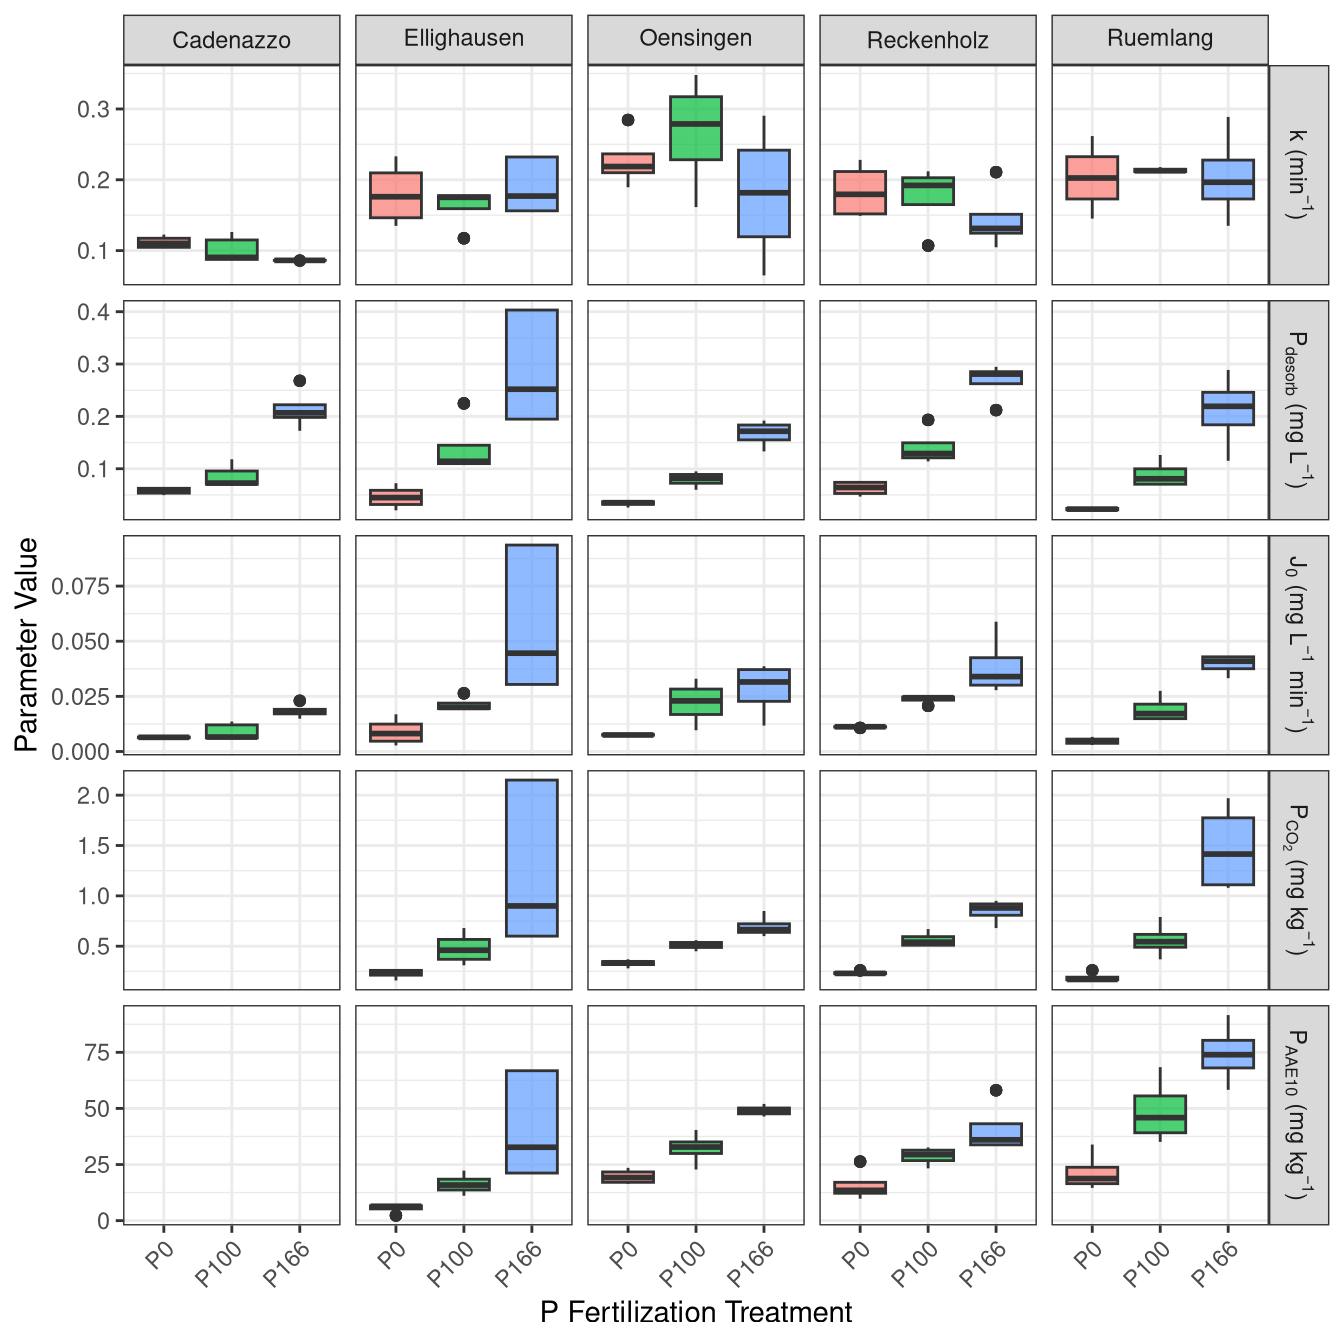 Cadenazzo Ellighausen Oensingen Reckenholz Ruemlang
0.3
0.2
0.1
k (min⁻¹)
0.4
0.3
0.2
0.1
P_desorb (mg L⁻¹)
0.075
0.050
0.025
0.000
J₀ (mg L⁻¹ min⁻¹)
2.0
1.5
1.0
0.5
P_CO₂ (mg kg⁻¹)
75
50
25
0
P_AAE10 (mg kg⁻¹)
Parameter Value
P0 P100 P166 P0 P100 P166 P0 P100 P166 P0 P100 P166 P0 P100 P166
P Fertilization Treatment